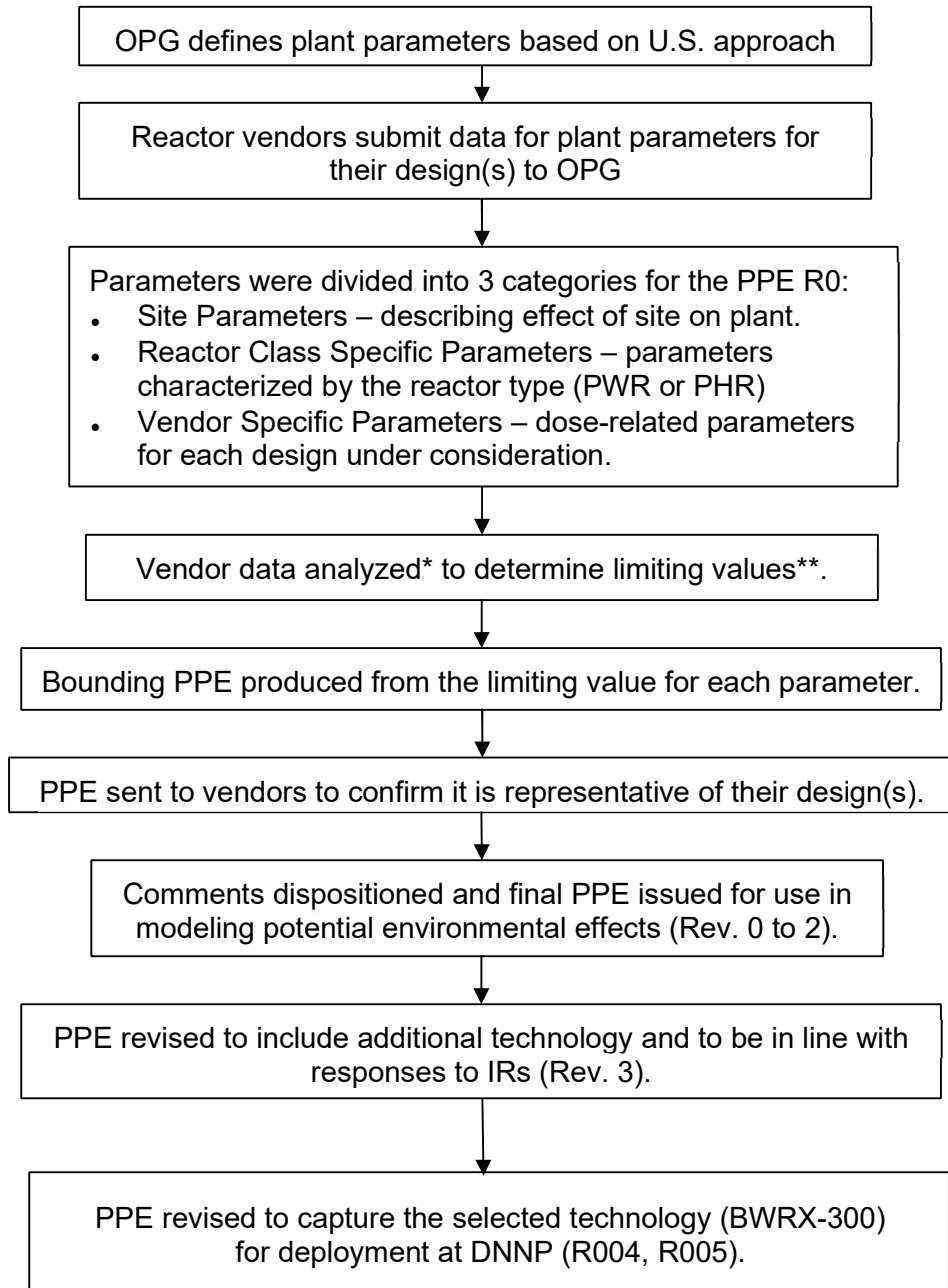 OPG defines plant parameters based on U.S. approach
Reactor vendors submit data for plant parameters for
their design(s) to OPG
Parameters were divided into 3 categories for the PPE R0:
• Site Parameters – describing effect of site on plant.
• Reactor Class Specific Parameters – parameters
characterized by the reactor type (PWR or PHR)
• Vendor Specific Parameters – dose-related parameters
for each design under consideration.
Vendor data analyzed* to determine limiting values**.
Bounding PPE produced from the limiting value for each parameter.
PPE sent to vendors to confirm it is representative of their design(s).
Comments dispositioned and final PPE issued for use in
modeling potential environmental effects (Rev. 0 to 2).
PPE revised to include additional technology and to be in line with
responses to IRs (Rev. 3).
PPE revised to capture the selected technology (BWRX-300)
for deployment at DNNP (R004, R005).